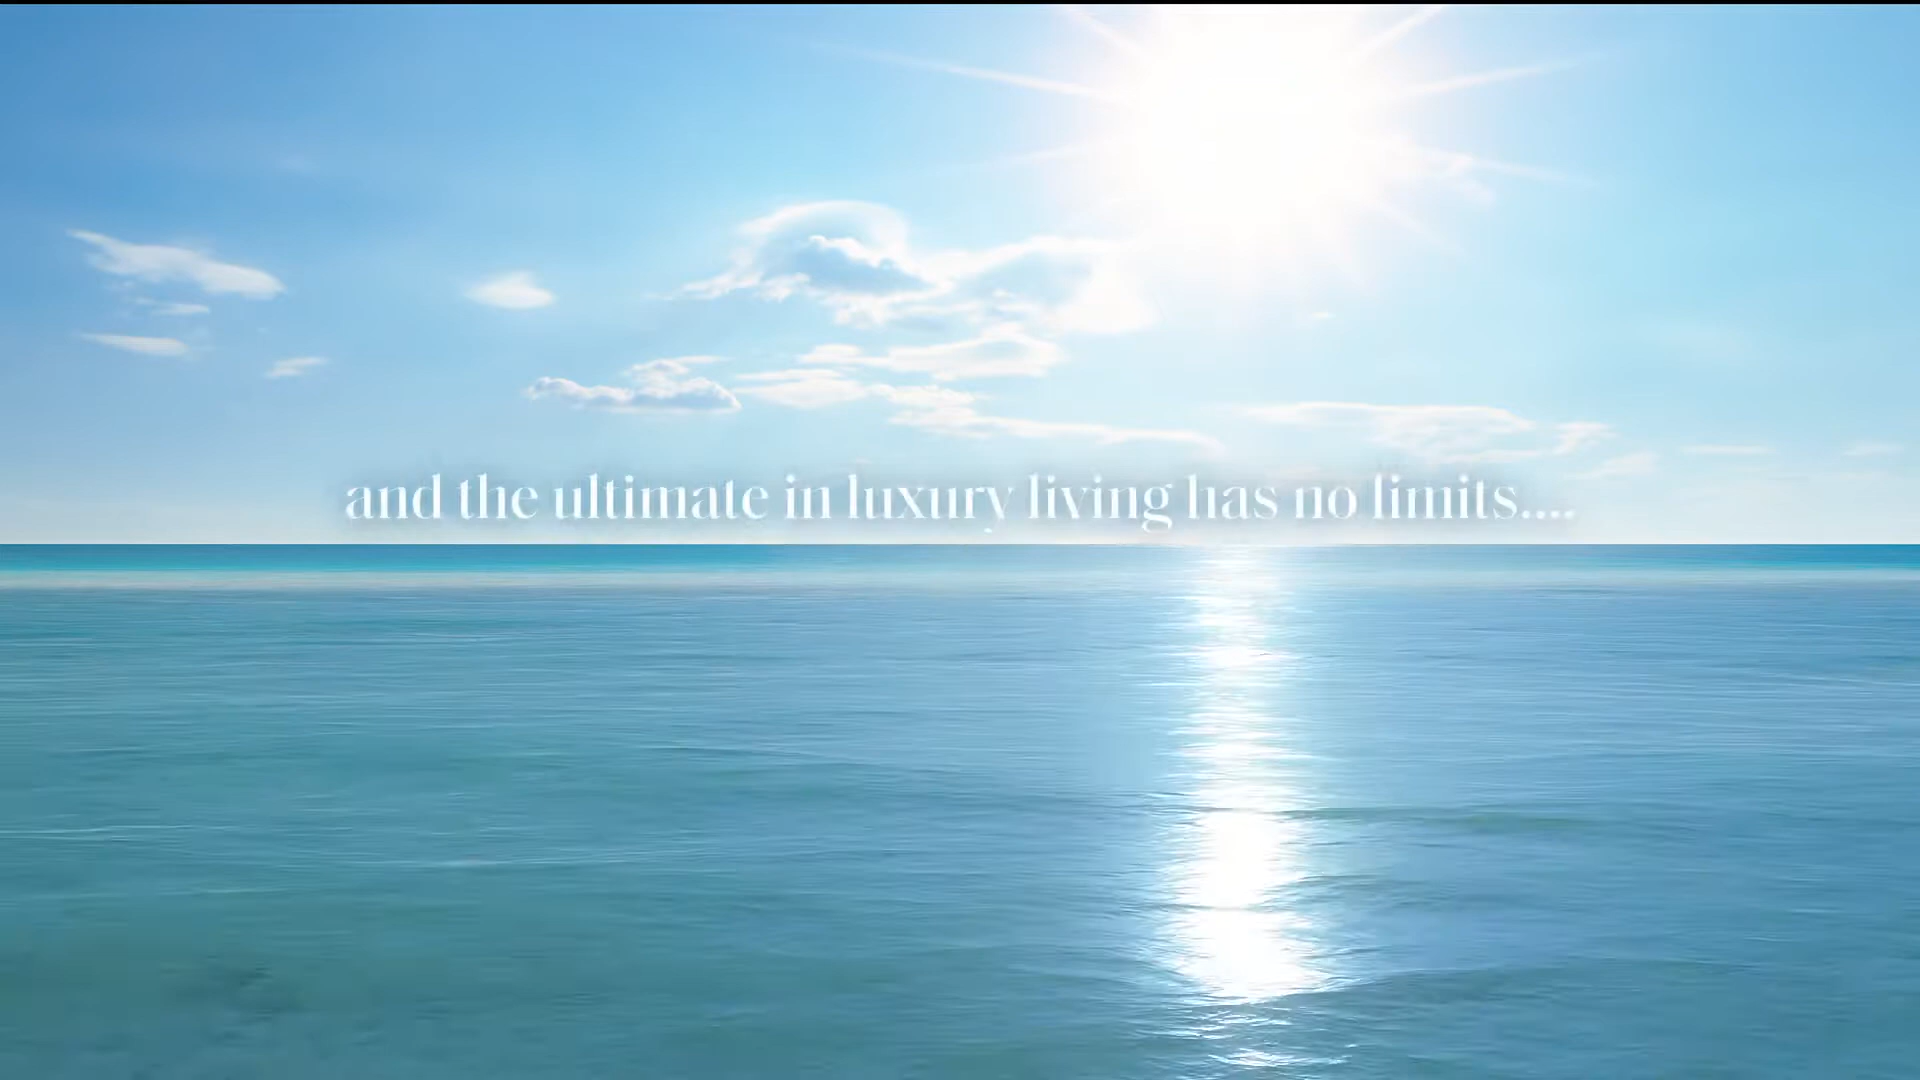 and the ultimate in luxury living has no limits....